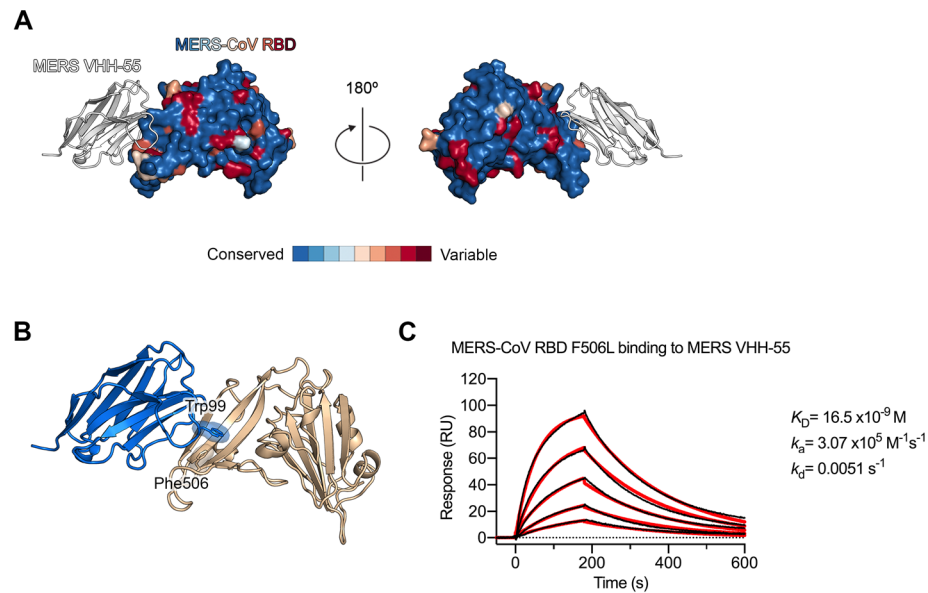 A
MERS-CoV RBD
MERS VHH-55
180º
Conserved
Variable
B
Trp99
Phe506
C
MERS-CoV RBD F506L binding to MERS VHH-55
Response (RU)
120
100
80
60
40
20
0
0
200
400
600
Time (s)
K_D= 16.5 x10⁻⁹ M
kₐ= 3.07 x10⁵ M⁻¹s⁻¹
k_d= 0.0051 s⁻¹